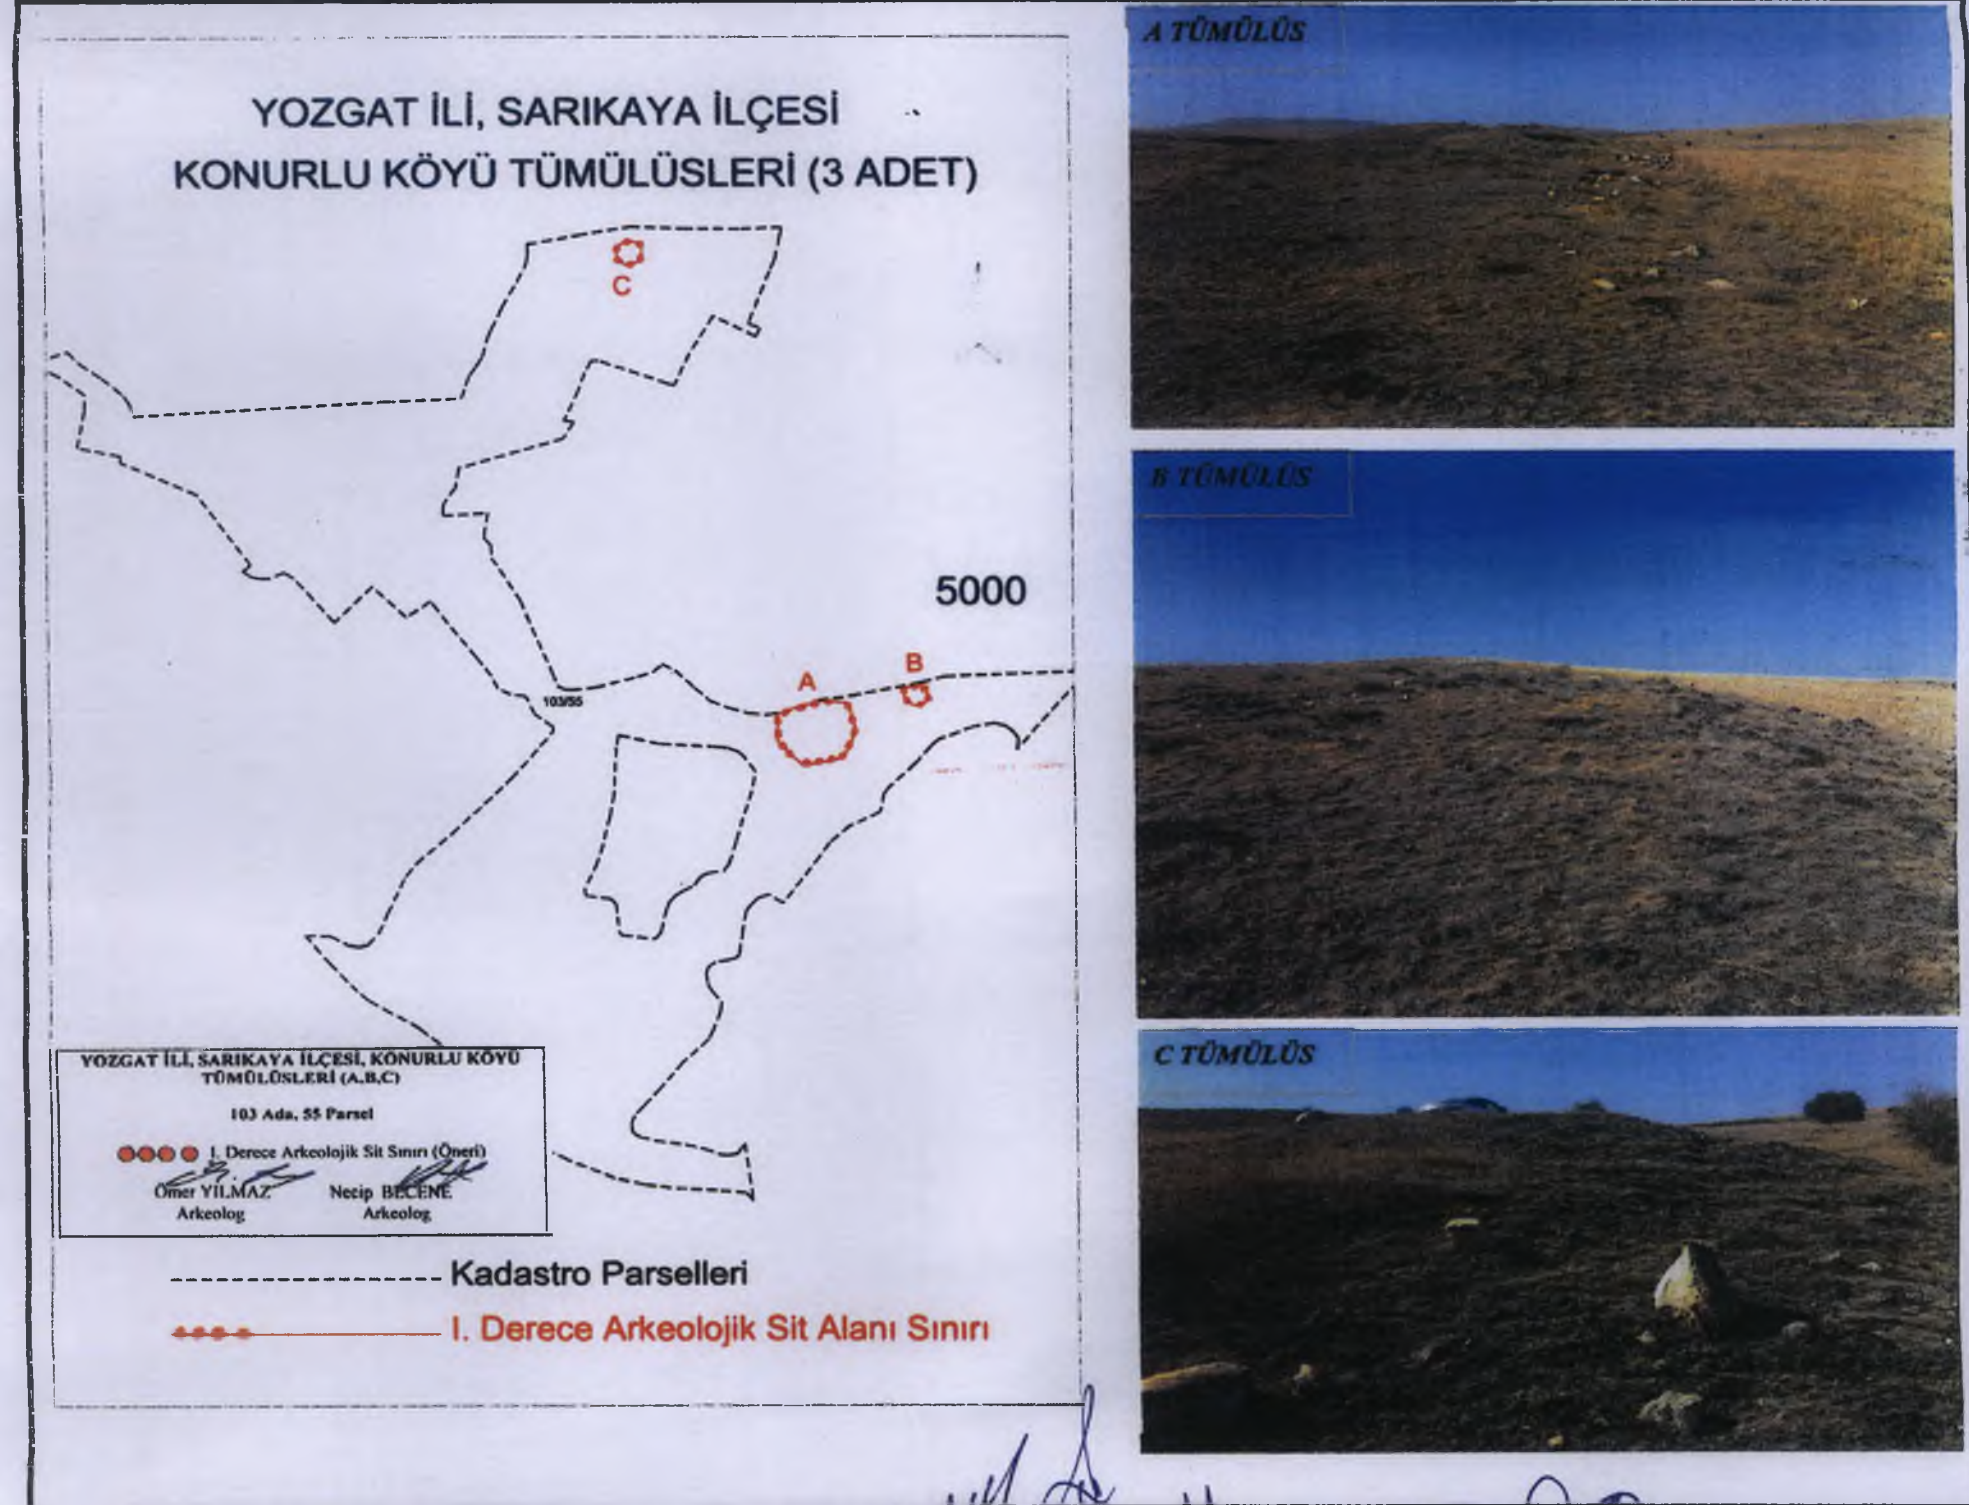 YOZGAT İLİ, SARIKAYA İLÇESİ
KONURLU KÖYÜ TÜMÜLÜSLERİ (3 ADET)
C
5000
B
A
103/55
YOZGAT İLİ, SARIKAYA İLÇESİ, KONURLU KÖYÜ
TÜMÜLÜSLERİ (A,B,C)
103 Ada, 55 Parsel
I. Derece Arkeolojik Sit Sınırı (Öneri)
Ömer YILMAZ Necip BECENE
Arkeolog Arkeolog
Kadastro Parselleri
I. Derece Arkeolojik Sit Alanı Sınırı
A TÜMÜLÜS
B TÜMÜLÜS
C TÜMÜLÜS